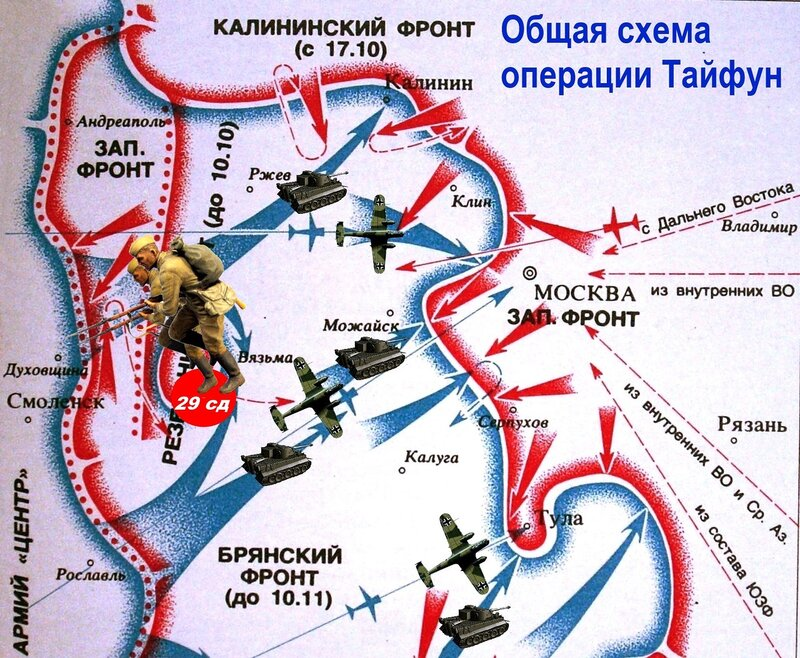 КАЛИНИНСКИЙ ФРОНТ
(с 17.10)
Общая схема
операции Тайфун
Калинин
Андреаполь
ЗАП.
ФРОНТ
(до 10.10)
Ржев
Клин
с Дальнего Востока
Владимир
МОСКВА
из внутренних ВО
ЗАП. ФРОНТ
Можайск
Вязьма
Духовщина
Смоленск
29 сд
РЕЗ
Серпухов
из внутренних ВО и Ср. Аз.
Рязань
Калуга
из состава ЮЗФ
Тула
АРМИЙ «ЦЕНТР»
Рославль
БРЯНСКИЙ
ФРОНТ
(до 10.11)